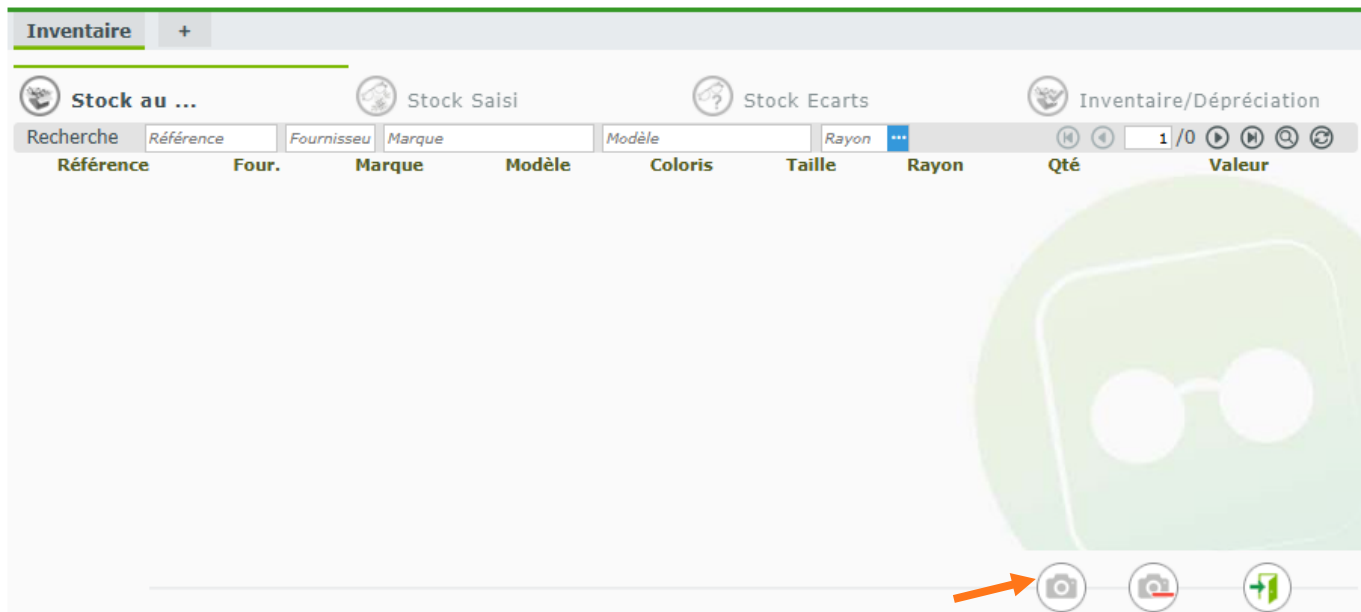 Inventaire +
Stock au ... Stock Saisi Stock Ecarts Inventaire/Dépréciation
Recherche Référence Fournisseu Marque Modèle Rayon ... 1 /0
Référence Four. Marque Modèle Coloris Taille Rayon Qté Valeur